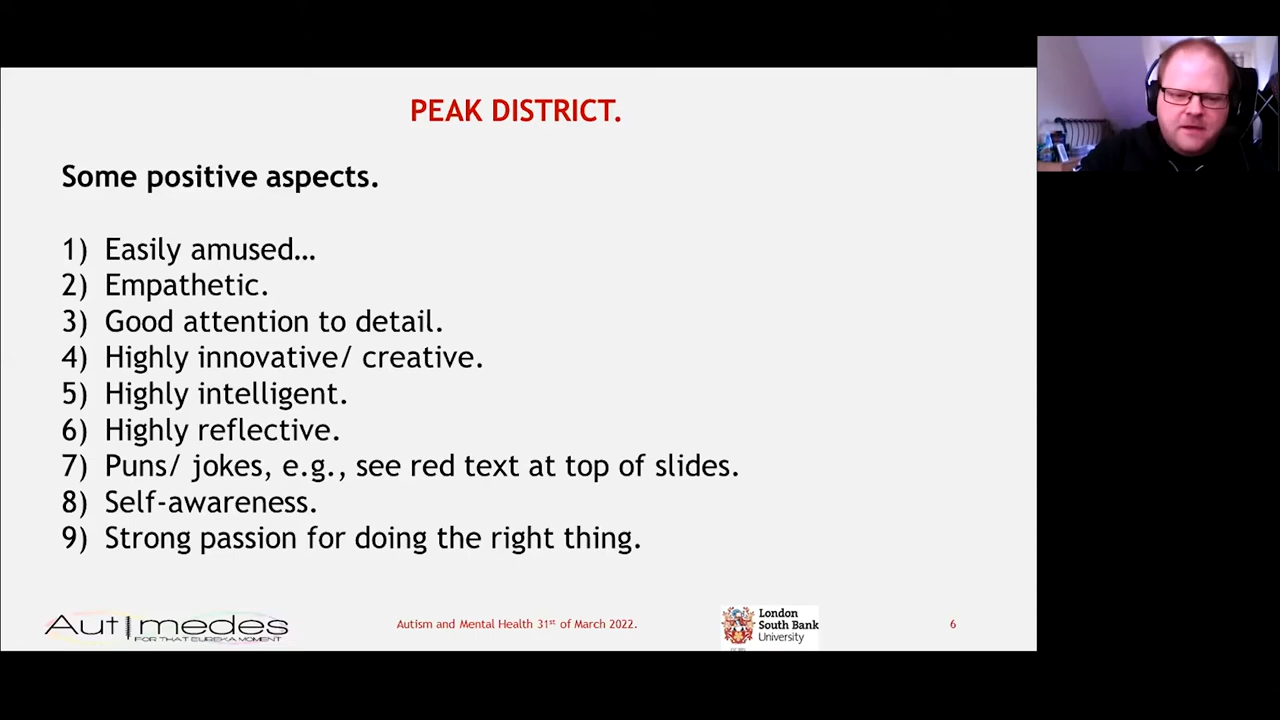 PEAK DISTRICT.
Some positive aspects.
1) Easily amused…
2) Empathetic.
3) Good attention to detail.
4) Highly innovative/ creative.
5) Highly intelligent.
6) Highly reflective.
7) Puns/ jokes, e.g., see red text at top of slides.
8) Self-awareness.
9) Strong passion for doing the right thing.
Aut|medes
FOR THAT EUREKA MOMENT
Autism and Mental Health 31st of March 2022.
London
South Bank
University
6